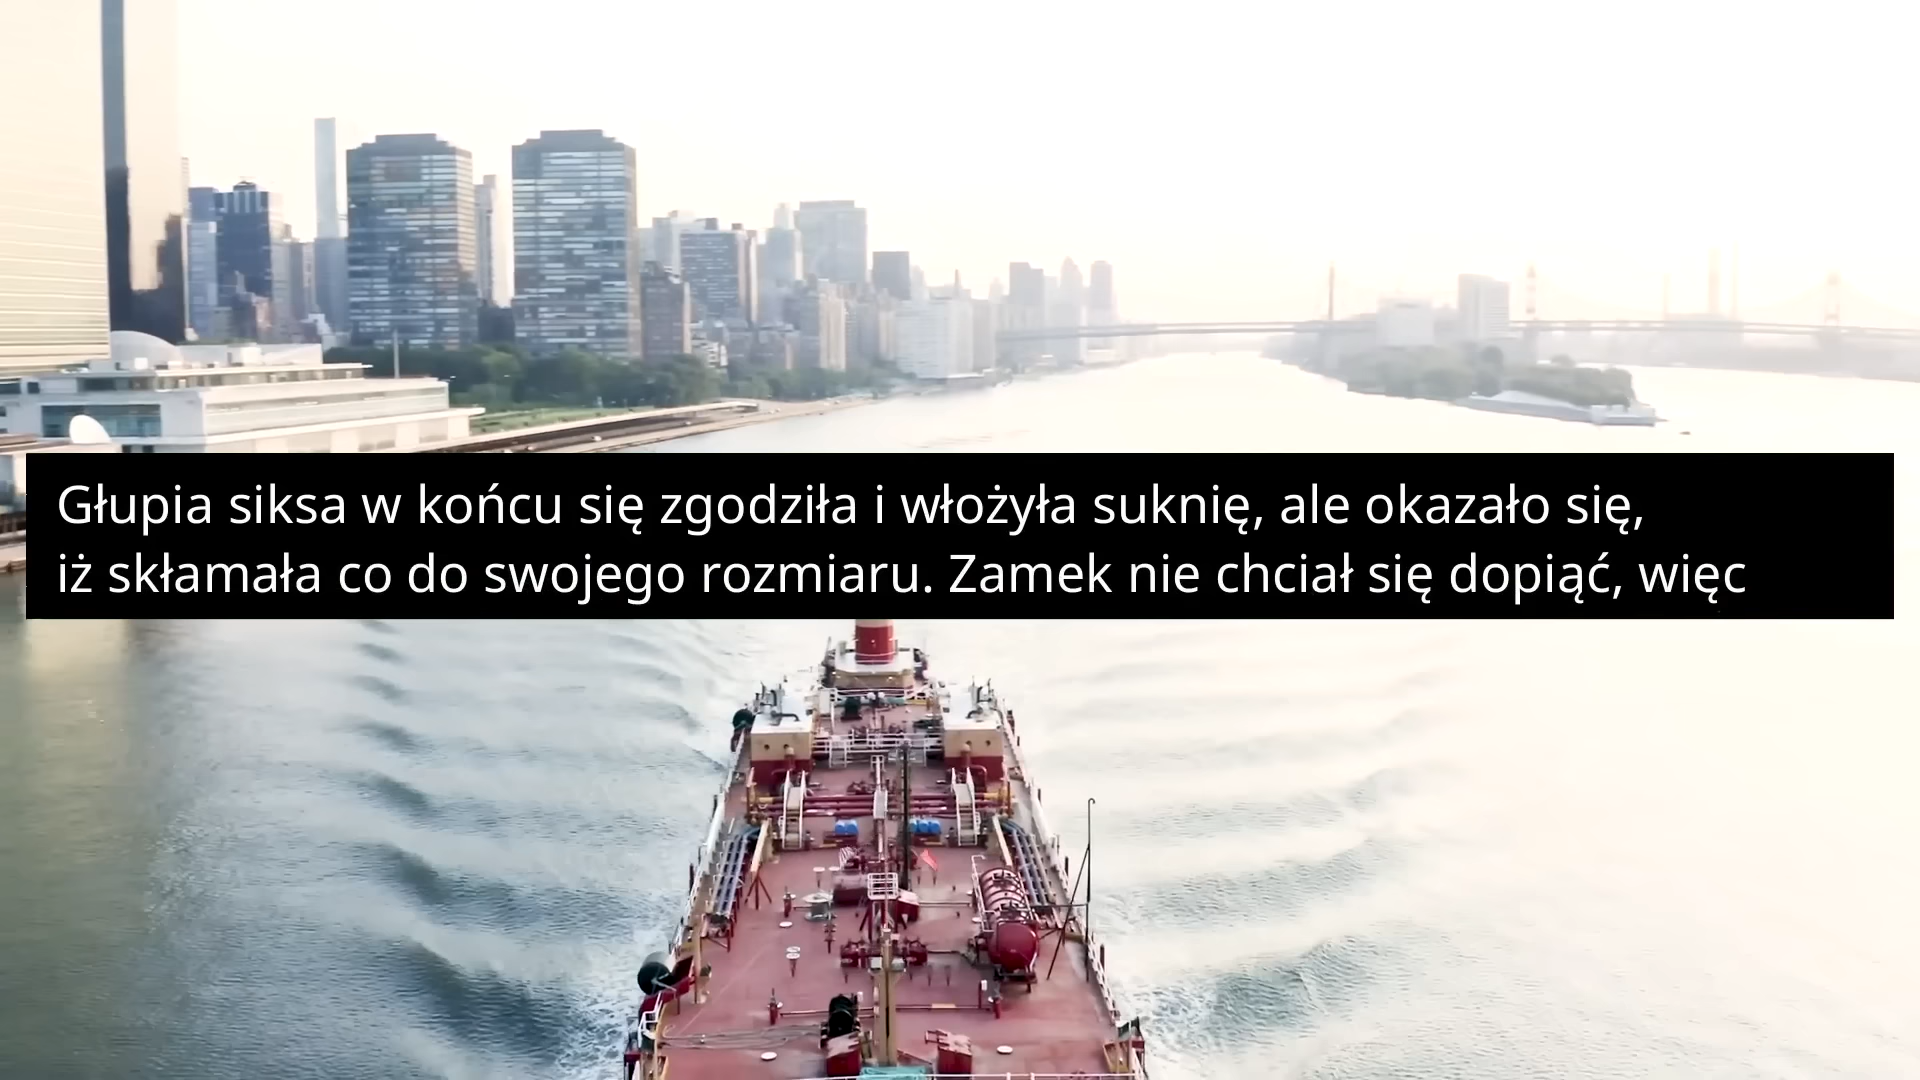 Głupia siksa w końcu się zgodziła i włożyła suknię, ale okazało się,
iż skłamała co do swojego rozmiaru. Zamek nie chciał się dopiąć, więc